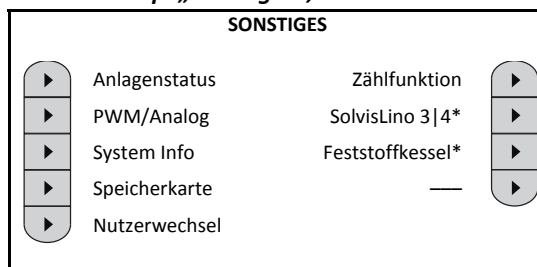 SONSTIGES
Anlagenstatus Zählfunktion
PWM/Analog SolvisLino 3|4*
System Info Feststoffkessel*
Speicherkarte —
Nutzerwechsel